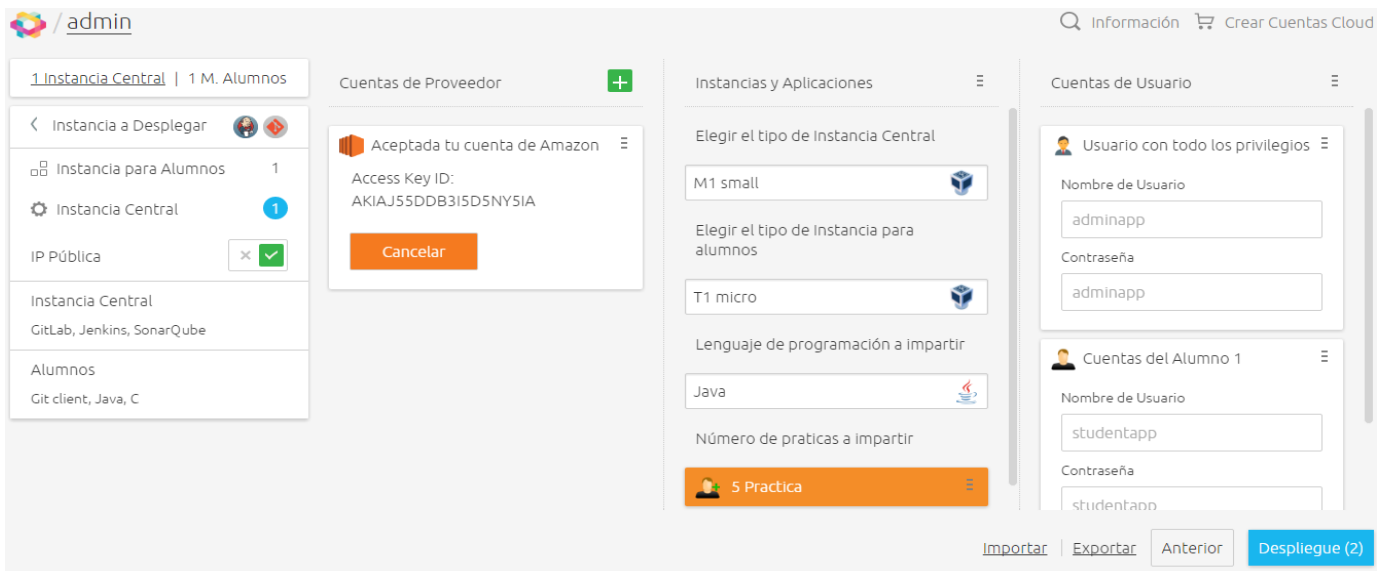 / admin
Información Crear Cuentas Cloud
1 Instancia Central | 1 M. Alumnos
Instancia a Desplegar
Instancia para Alumnos 1
Instancia Central 1
IP Pública
Instancia Central
GitLab, Jenkins, SonarQube
Alumnos
Git client, Java, C
Cuentas de Proveedor
Aceptada tu cuenta de Amazon
Access Key ID:
AKIAJ55DDB3I5D5NY5IA
Cancelar
Instancias y Aplicaciones
Elegir el tipo de Instancia Central
M1 small
Elegir el tipo de Instancia para
alumnos
T1 micro
Lenguaje de programación a impartir
Java
Número de praticas a impartir
5 Practica
Cuentas de Usuario
Usuario con todo los privilegios
Nombre de Usuario
adminapp
Contraseña
adminapp
Cuentas del Alumno 1
Nombre de Usuario
studentapp
Contraseña
studentapp
Importar | Exportar Anterior Despliegue (2)